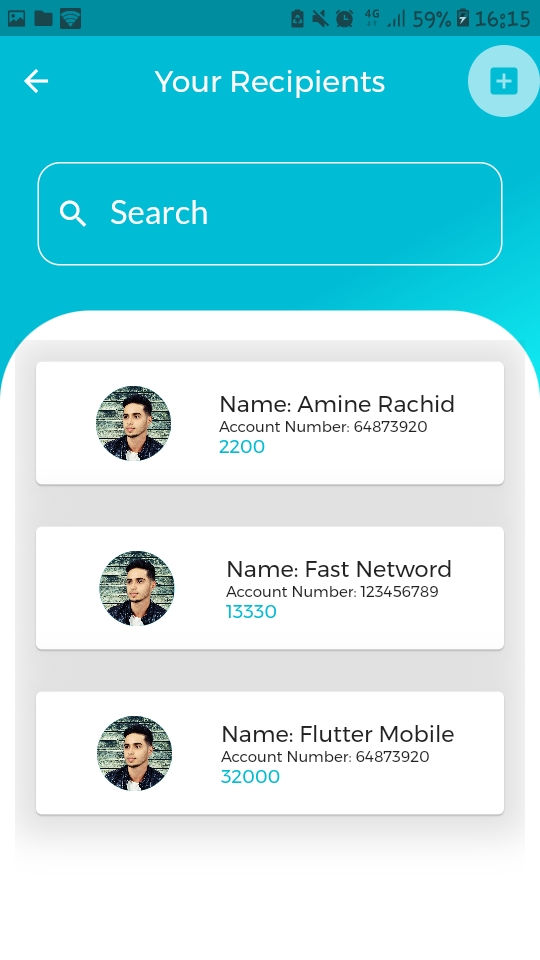 4G 59% 16:15
Your Recipients
Search
Name: Amine Rachid
Account Number: 64873920
2200
Name: Fast Netword
Account Number: 123456789
13330
Name: Flutter Mobile
Account Number: 64873920
32000